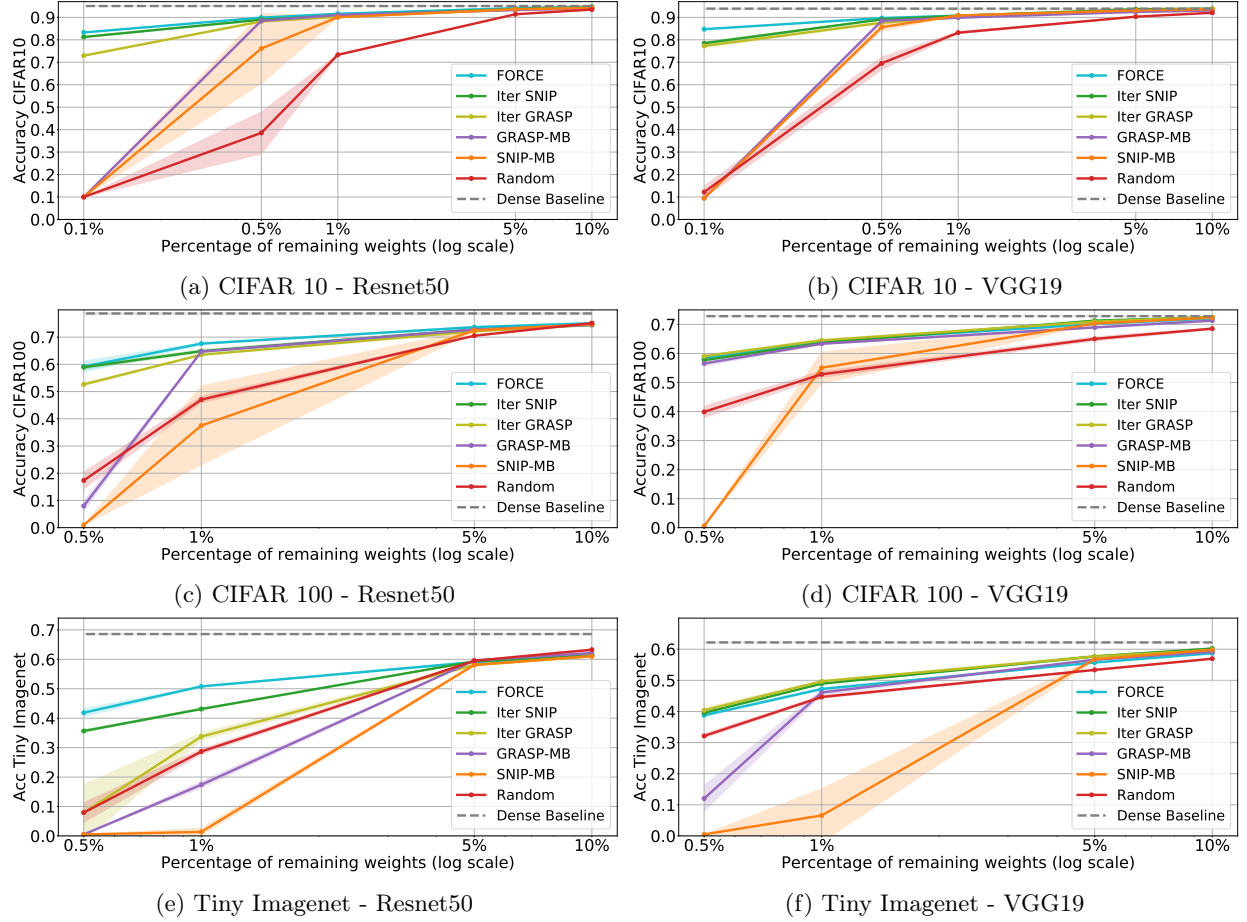 Accuracy CIFAR10
0.9
0.8
0.7
0.6
0.5
0.4
0.3
0.2
0.1
0.0
FORCE
Iter SNIP
Iter GRASP
GRASP-MB
SNIP-MB
Random
Dense Baseline
0.1% 0.5% 1% 5% 10%
Percentage of remaining weights (log scale)
(a) CIFAR 10 - Resnet50
Accuracy CIFAR10
0.9
0.8
0.7
0.6
0.5
0.4
0.3
0.2
0.1
0.0
FORCE
Iter SNIP
Iter GRASP
GRASP-MB
SNIP-MB
Random
Dense Baseline
0.1% 0.5% 1% 5% 10%
Percentage of remaining weights (log scale)
(b) CIFAR 10 - VGG19
Accuracy CIFAR100
0.7
0.6
0.5
0.4
0.3
0.2
0.1
0.0
FORCE
Iter SNIP
Iter GRASP
GRASP-MB
SNIP-MB
Random
Dense Baseline
0.5% 1% 5% 10%
Percentage of remaining weights (log scale)
(c) CIFAR 100 - Resnet50
Accuracy CIFAR100
0.7
0.6
0.5
0.4
0.3
0.2
0.1
0.0
FORCE
Iter SNIP
Iter GRASP
GRASP-MB
SNIP-MB
Random
Dense Baseline
0.5% 1% 5% 10%
Percentage of remaining weights (log scale)
(d) CIFAR 100 - VGG19
Acc Tiny Imagenet
0.7
0.6
0.5
0.4
0.3
0.2
0.1
0.0
FORCE
Iter SNIP
Iter GRASP
GRASP-MB
SNIP-MB
Random
Dense Baseline
0.5% 1% 5% 10%
Percentage of remaining weights (log scale)
(e) Tiny Imagenet - Resnet50
Acc Tiny Imagenet
0.6
0.5
0.4
0.3
0.2
0.1
0.0
FORCE
Iter SNIP
Iter GRASP
GRASP-MB
SNIP-MB
Random
Dense Baseline
0.5% 1% 5% 10%
Percentage of remaining weights (log scale)
(f) Tiny Imagenet - VGG19